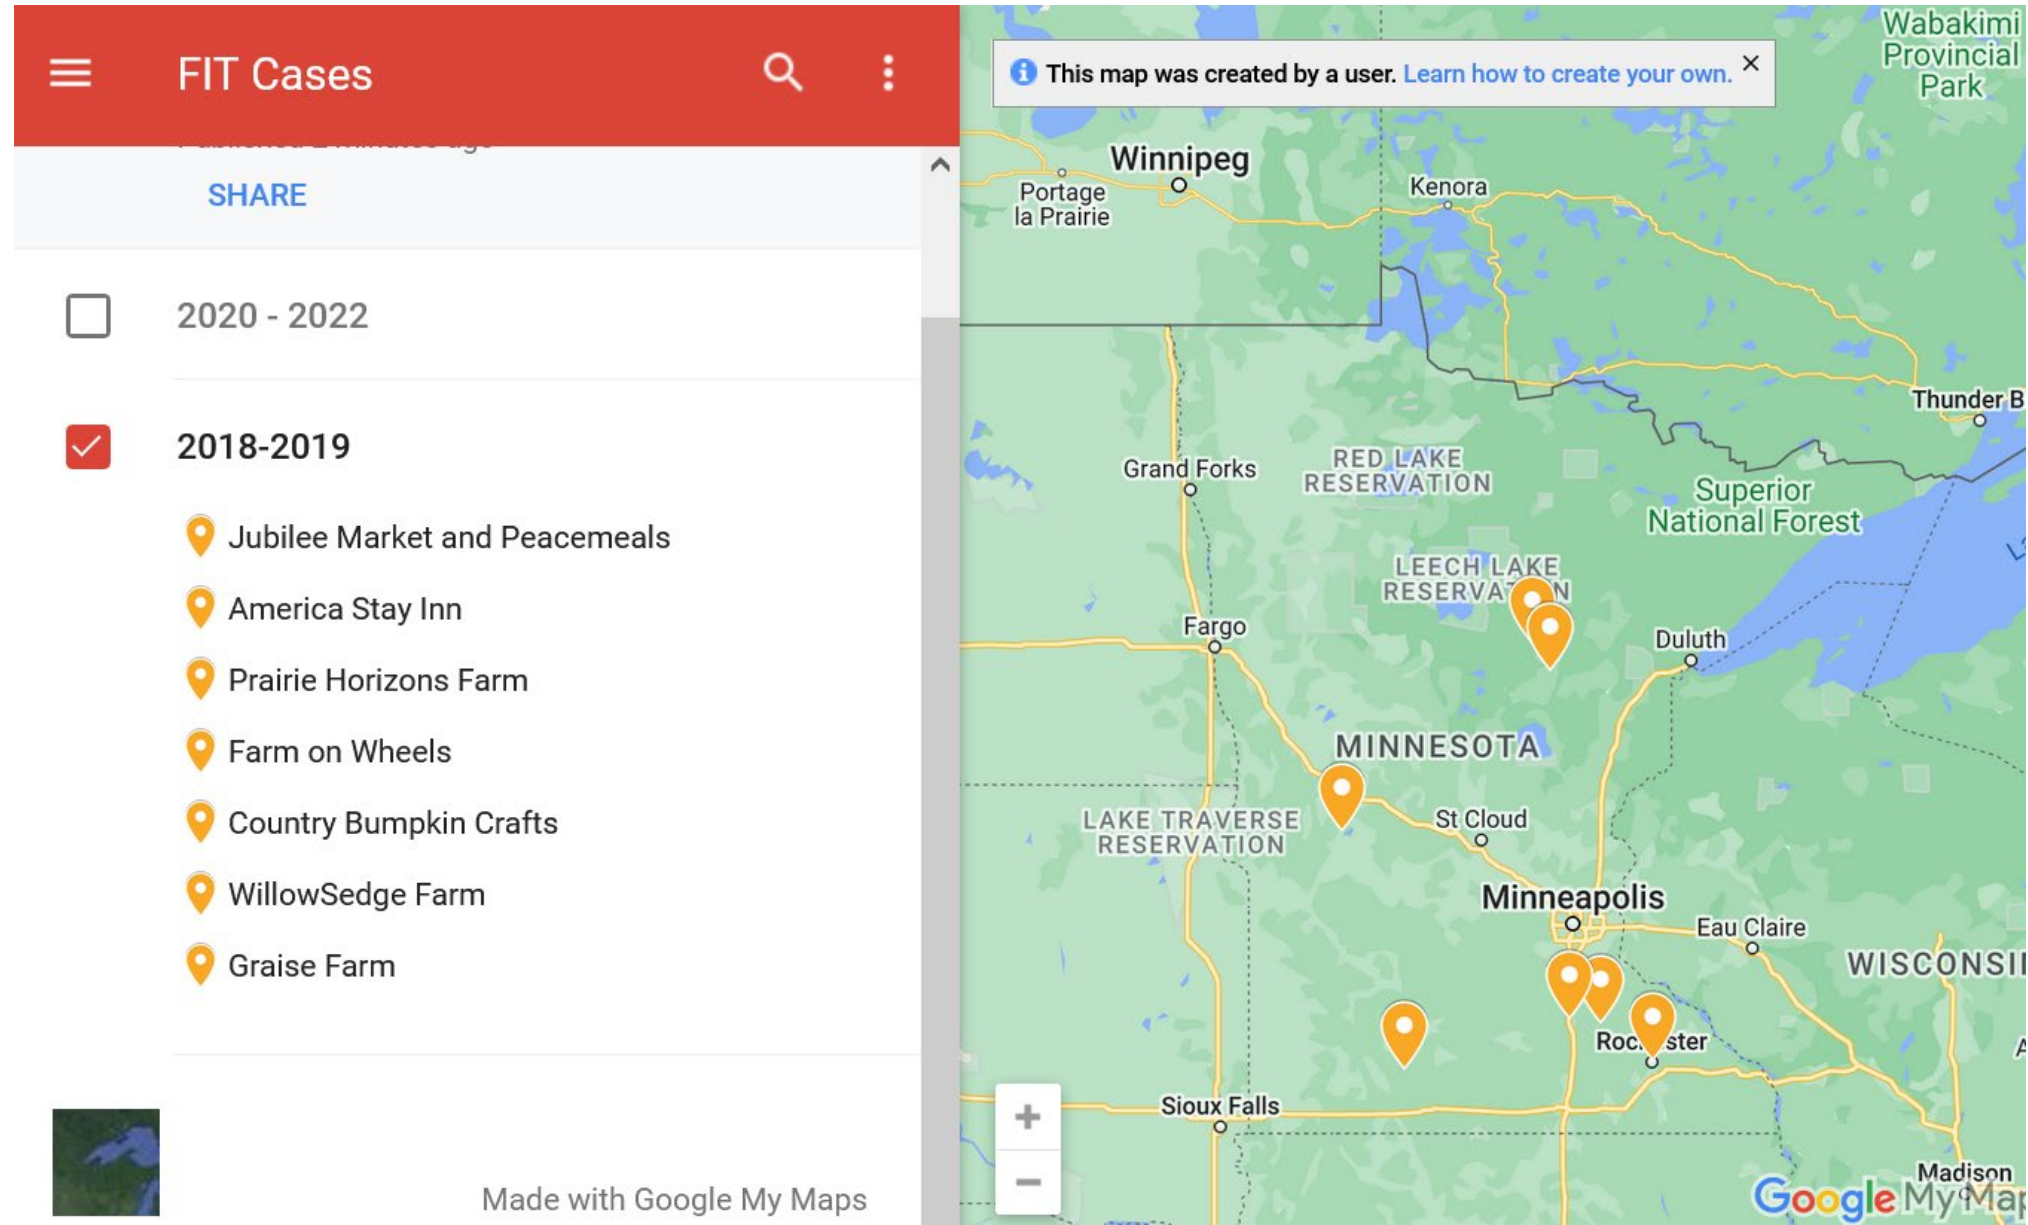 FIT Cases
SHARE
2020 - 2022
2018-2019
Jubilee Market and Peacemeals
America Stay Inn
Prairie Horizons Farm
Farm on Wheels
Country Bumpkin Crafts
WillowSedge Farm
Graise Farm
Made with Google My Maps
This map was created by a user. Learn how to create your own.
Wabakimi
Provincial
Park
Winnipeg
Portage
la Prairie
Kenora
Thunder B
Grand Forks
RED LAKE
RESERVATION
Superior
National Forest
LEECH LAKE
Fargo
Duluth
MINNESOTA
LAKE TRAVERSE
RESERVATION
St Cloud
Minneapolis
Eau Claire
WISCONSI
Sioux Falls
Madison
Google My Map